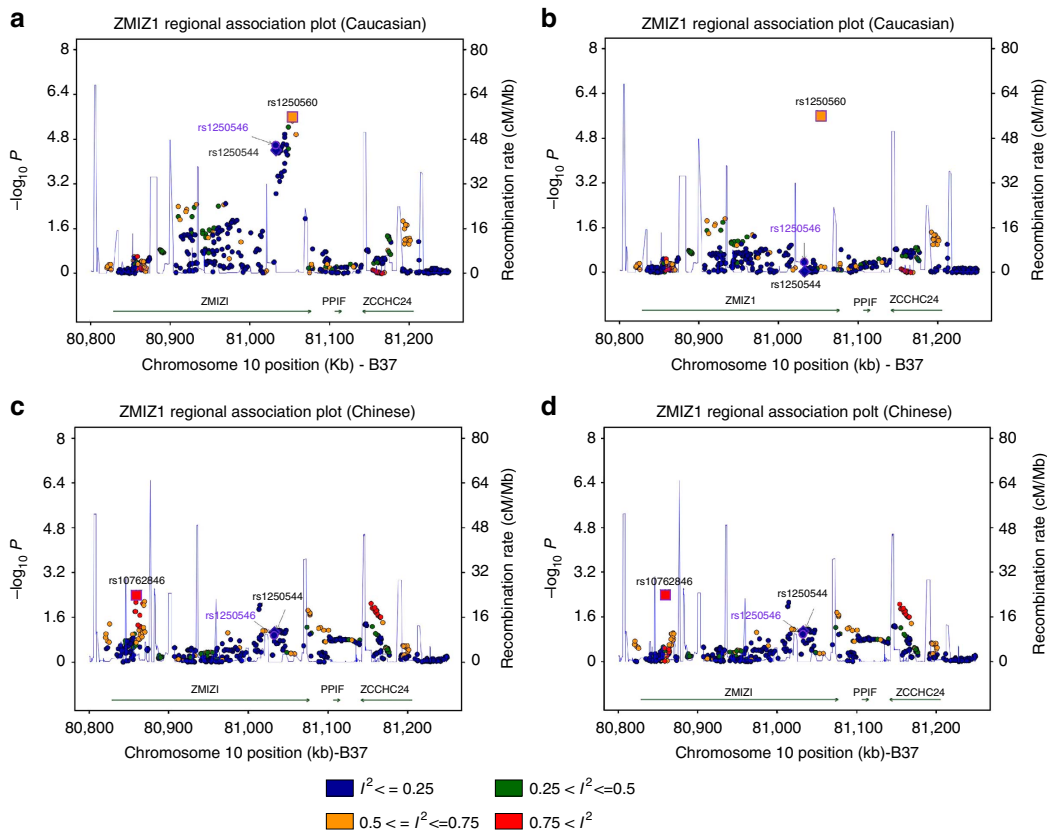 a
ZMIZ1 regional association plot (Caucasian)
8
6.4
4.8
3.2
1.6
0
80
64
48
32
16
0
–log10 P
Recombination rate (cM/Mb)
rs1250560
rs1250546
rs1250544
ZMIZI
PPIF
ZCCHC24
80,800 80,900 81,000 81,100 81,200
Chromosome 10 position (Kb) - B37
b
ZMIZ1 regional association plot (Caucasian)
8
6.4
4.8
3.2
1.6
0
80
64
48
32
16
0
–log10 P
Recombination rate (cM/mb)
rs1250560
rs1250546
rs1250544
ZMIZ1
PPIF
ZCCHC24
80,800 80,900 81,000 81,100 81,200
Chromosome 10 position (kb) - B37
c
ZMIZ1 regional association plot (Chinese)
8
6.4
4.8
3.2
1.6
0
80
64
48
32
16
0
–log10 P
Recombination rate (cM/Mb)
rs10762846
rs1250544
rs1250546
ZMIZI
PPIF
ZCCHC24
80,800 80,900 81,000 81,100 81,200
Chromosome 10 position (kb)-B37
d
ZMIZ1 regional association polt (Chinese)
8
6.4
4.8
3.2
1.6
0
80
64
48
32
16
0
–log10 P
Recombination rate (cM/Mb)
rs10762846
rs1250544
rs1250546
ZMIZI
PPIF
ZCCHC24
80,800 80,900 81,000 81,100 81,200
Chromosome 10 position (kb)-B37
I² <= 0.25
0.25 < I² <=0.5
0.5 <= I² <=0.75
0.75 < I²